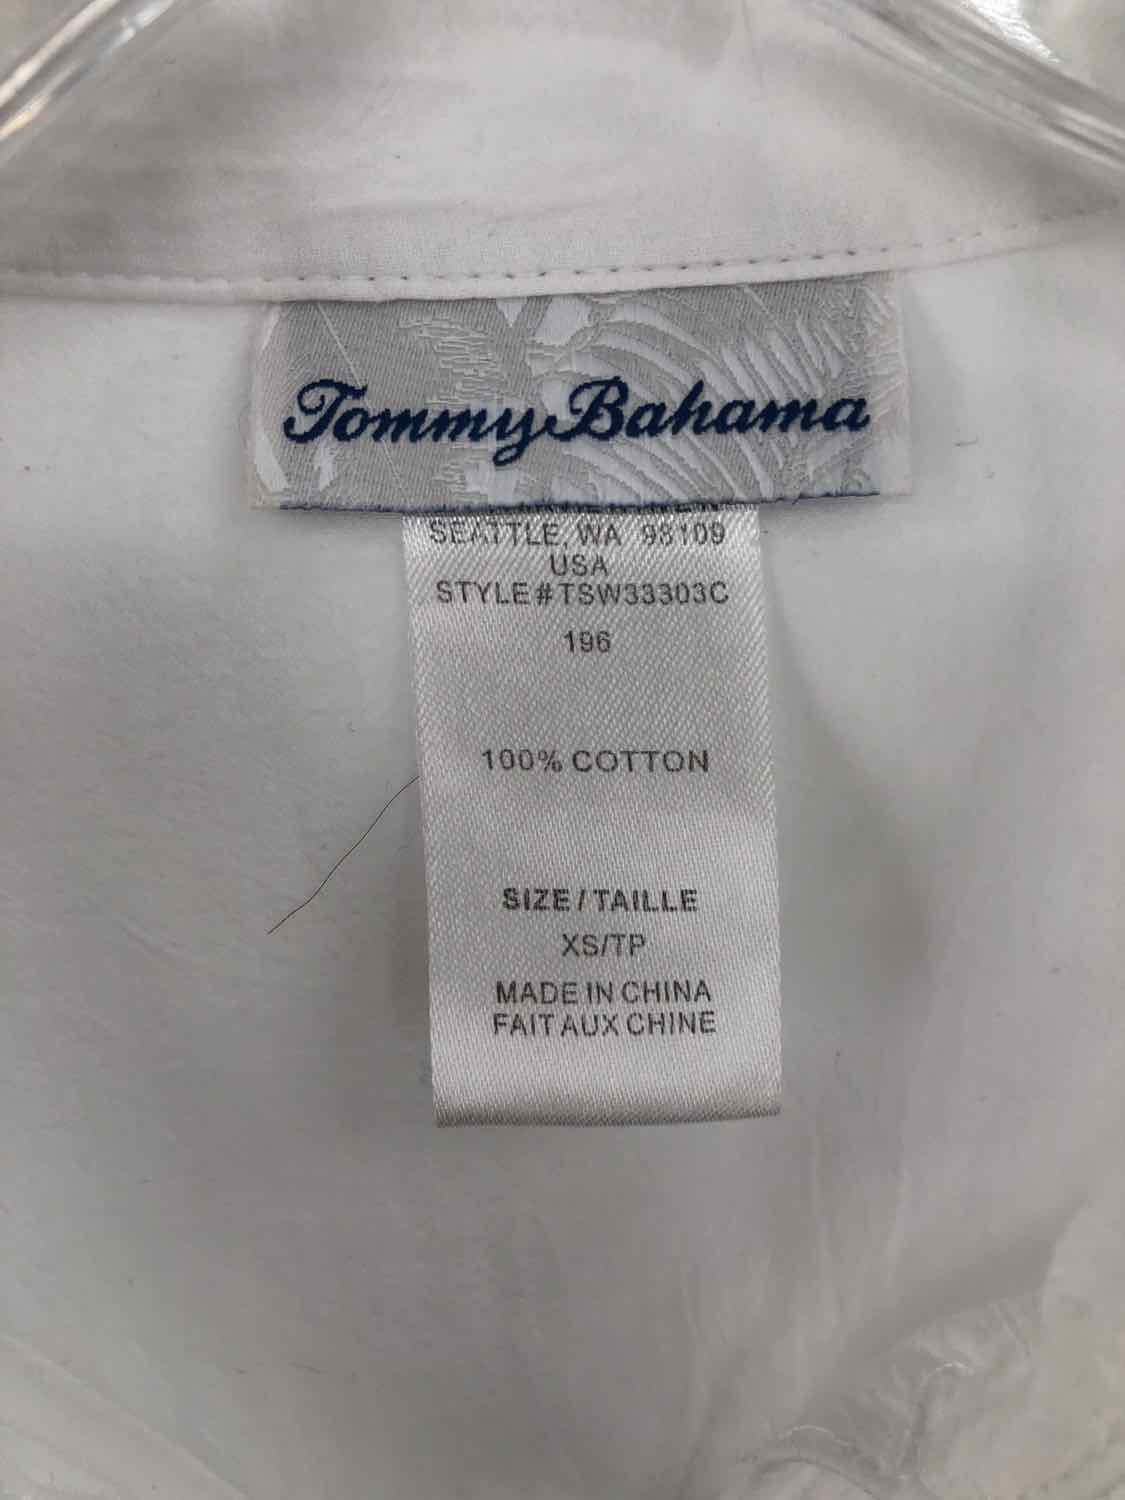 Tommy Bahama
SEATTLE, WA 98109
USA
STYLE#TSW33303C
196
100% COTTON
SIZE / TAILLE
XS/TP
MADE IN CHINA
FAIT AUX CHINE